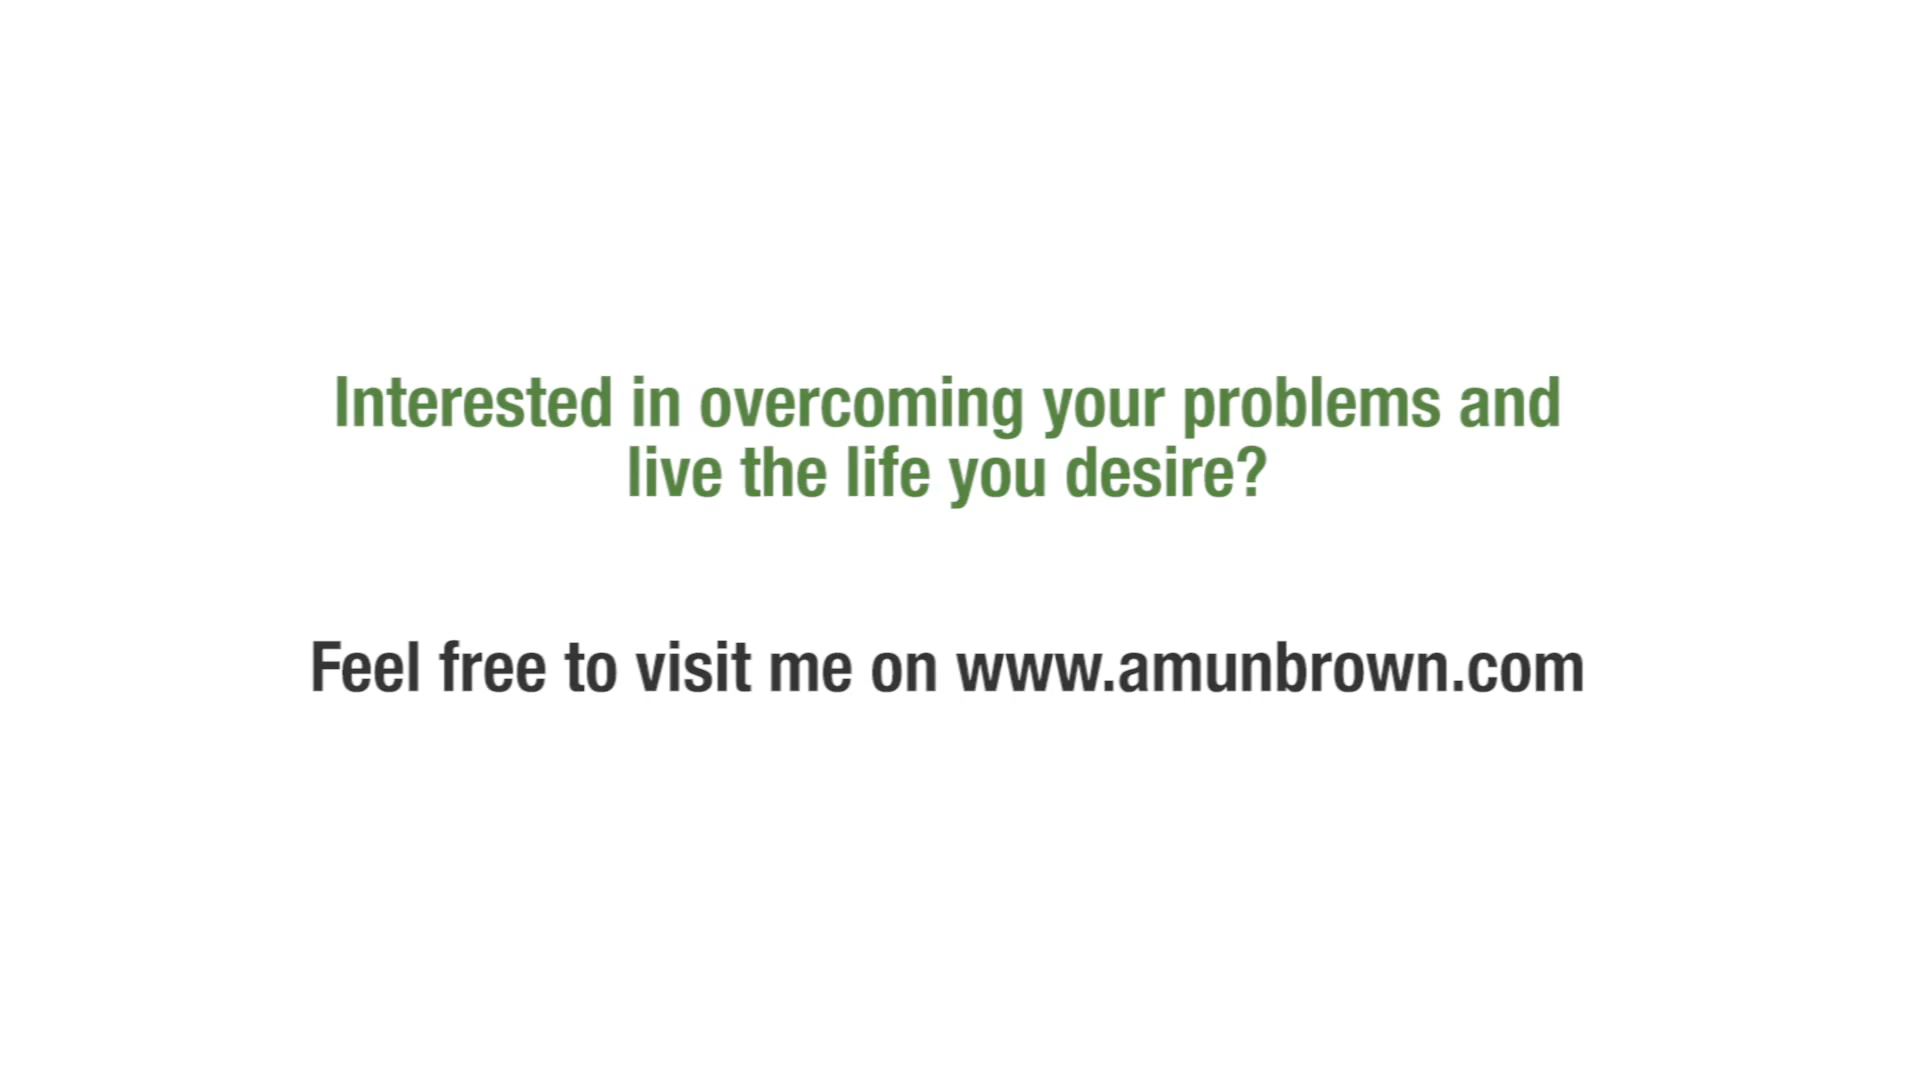 Interested in overcoming your problems and
live the life you desire?
Feel free to visit me on www.amunbrown.com